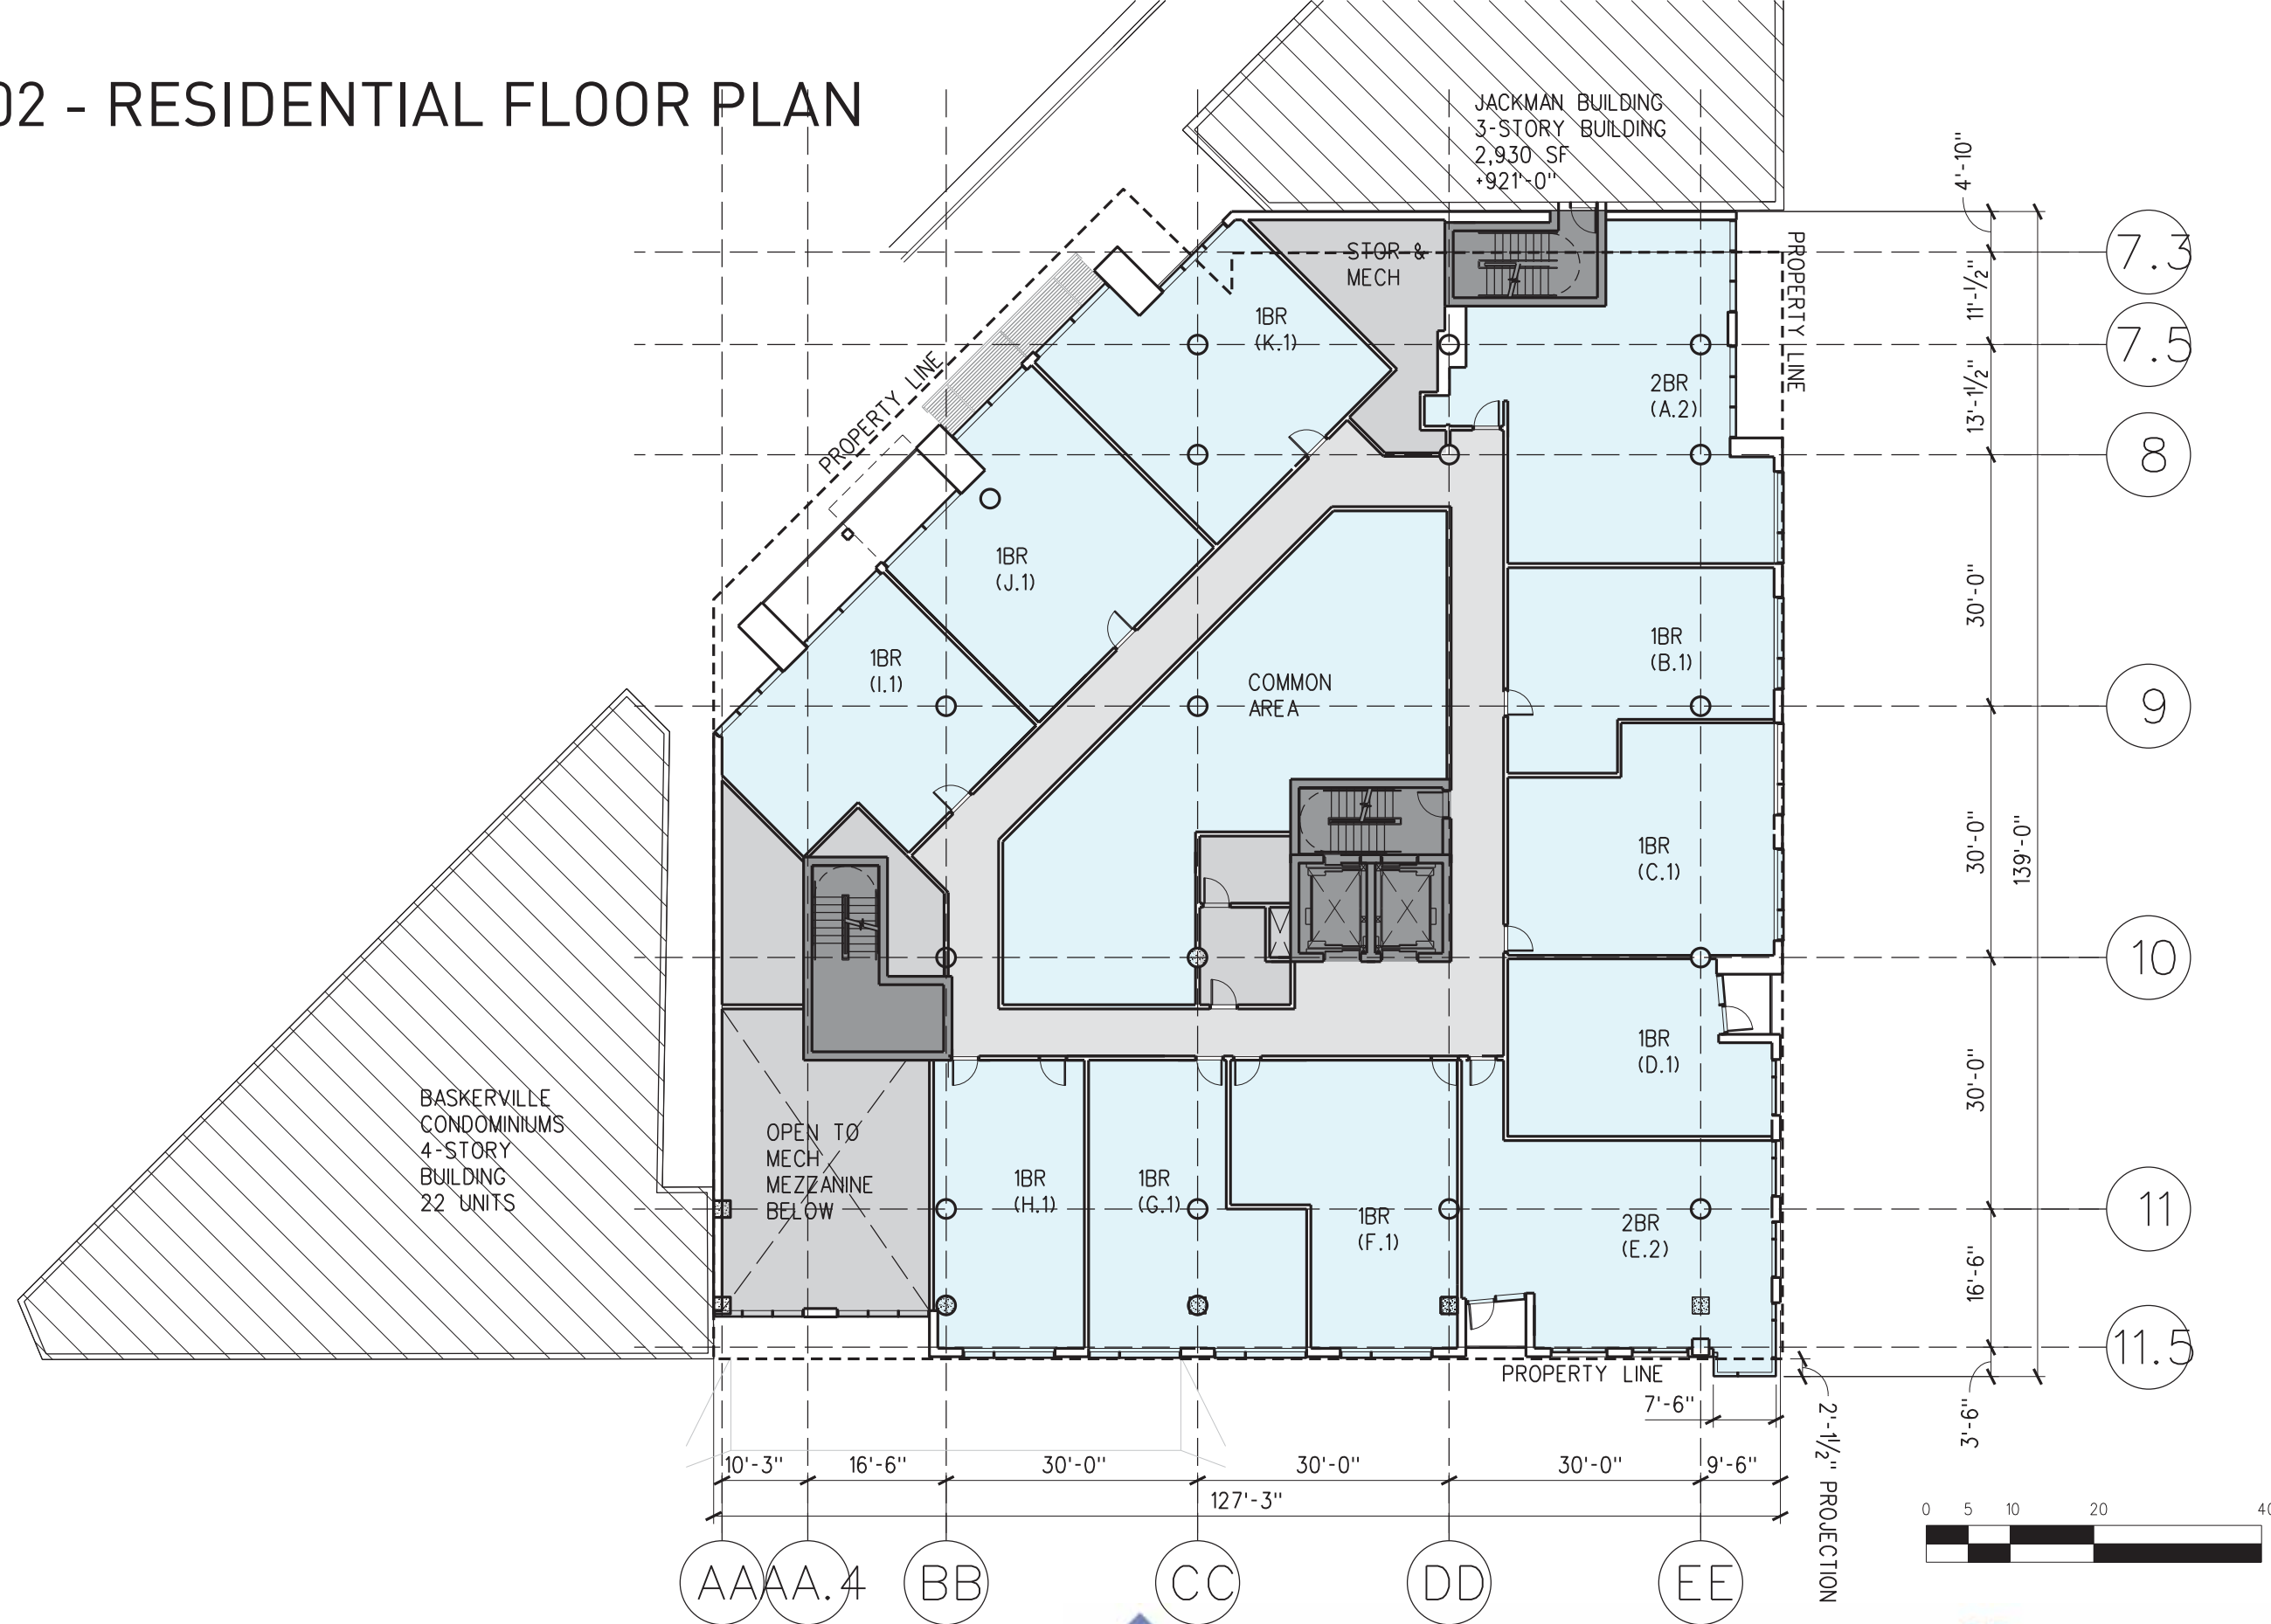 02 - RESIDENTIAL FLOOR PLAN
JACKMAN BUILDING
3-STORY BUILDING
2,930 SF
+921'-0"
4'-10"
7.3
STOR &
MECH
PROPERTY LINE
11'-1/2"
1BR
(K.1)
7.5
PROPERTY LINE
2BR
(A.2)
13'-1/2"
8
1BR
(J.1)
30'-0"
1BR
(B.1)
1BR
(I.1)
COMMON
AREA
9
1BR
(C.1)
30'-0"
139'-0"
10
1BR
(D.1)
30'-0"
BASKERVILLE
CONDOMINIUMS
4-STORY
BUILDING
22 UNITS
OPEN TO
MECH
MEZZANINE
BELOW
1BR
(H.1)
1BR
(G.1)
1BR
(F.1)
2BR
(E.2)
11
16'-6"
11.5
PROPERTY LINE
7'-6"
3'-6"
2'-1 1/2" PROJECTION
10'-3"
16'-6"
30'-0"
30'-0"
30'-0"
9'-6"
127'-3"
0 5 10 20 40
AA
AA.4
BB
CC
DD
EE